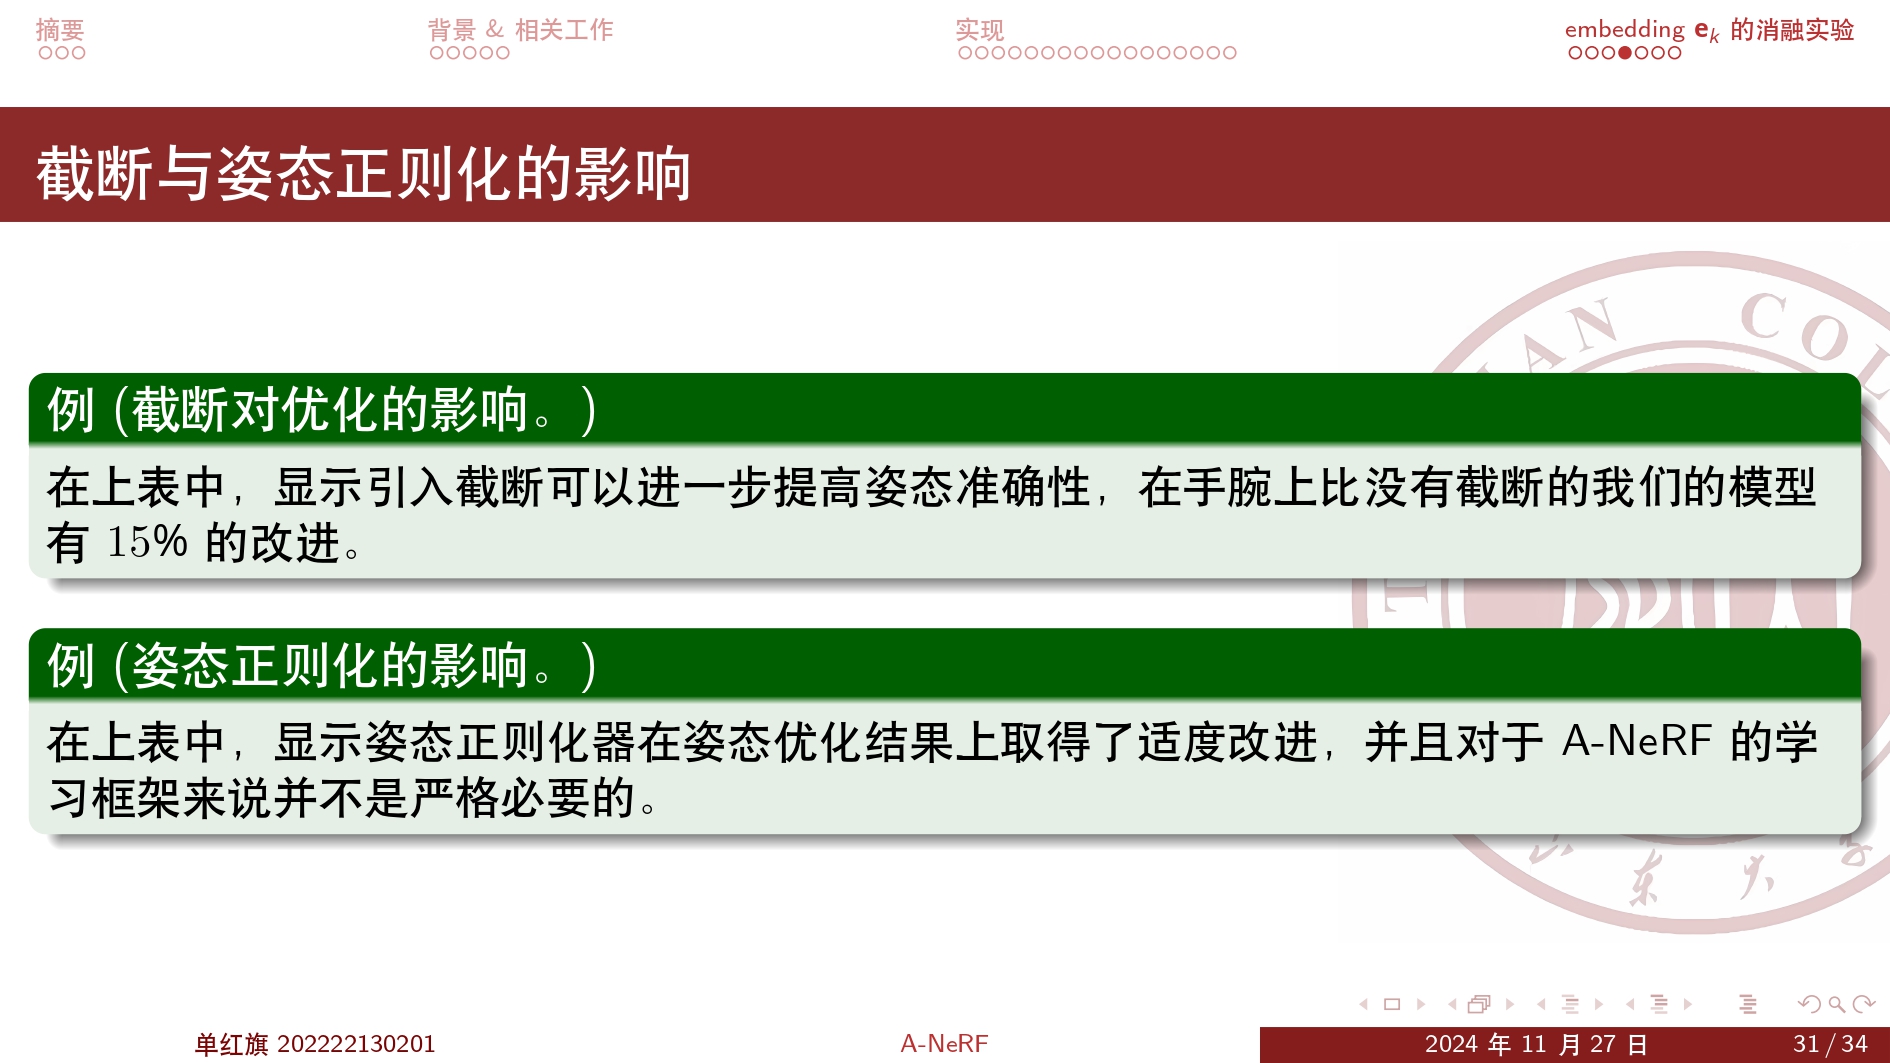 摘要
背景 & 相关工作
实现
embedding e_k 的消融实验
截断与姿态正则化的影响
AN COL
例 (截断对优化的影响。)
在上表中，显示引入截断可以进一步提高姿态准确性，在手腕上比没有截断的我们的模型
有 15% 的改进。
例 (姿态正则化的影响。)
在上表中，显示姿态正则化器在姿态优化结果上取得了适度改进，并且对于 A-NeRF 的学
习框架来说并不是严格必要的。
山东大学
单红旗 202222130201
A-NeRF
2024 年 11 月 27 日
31 / 34